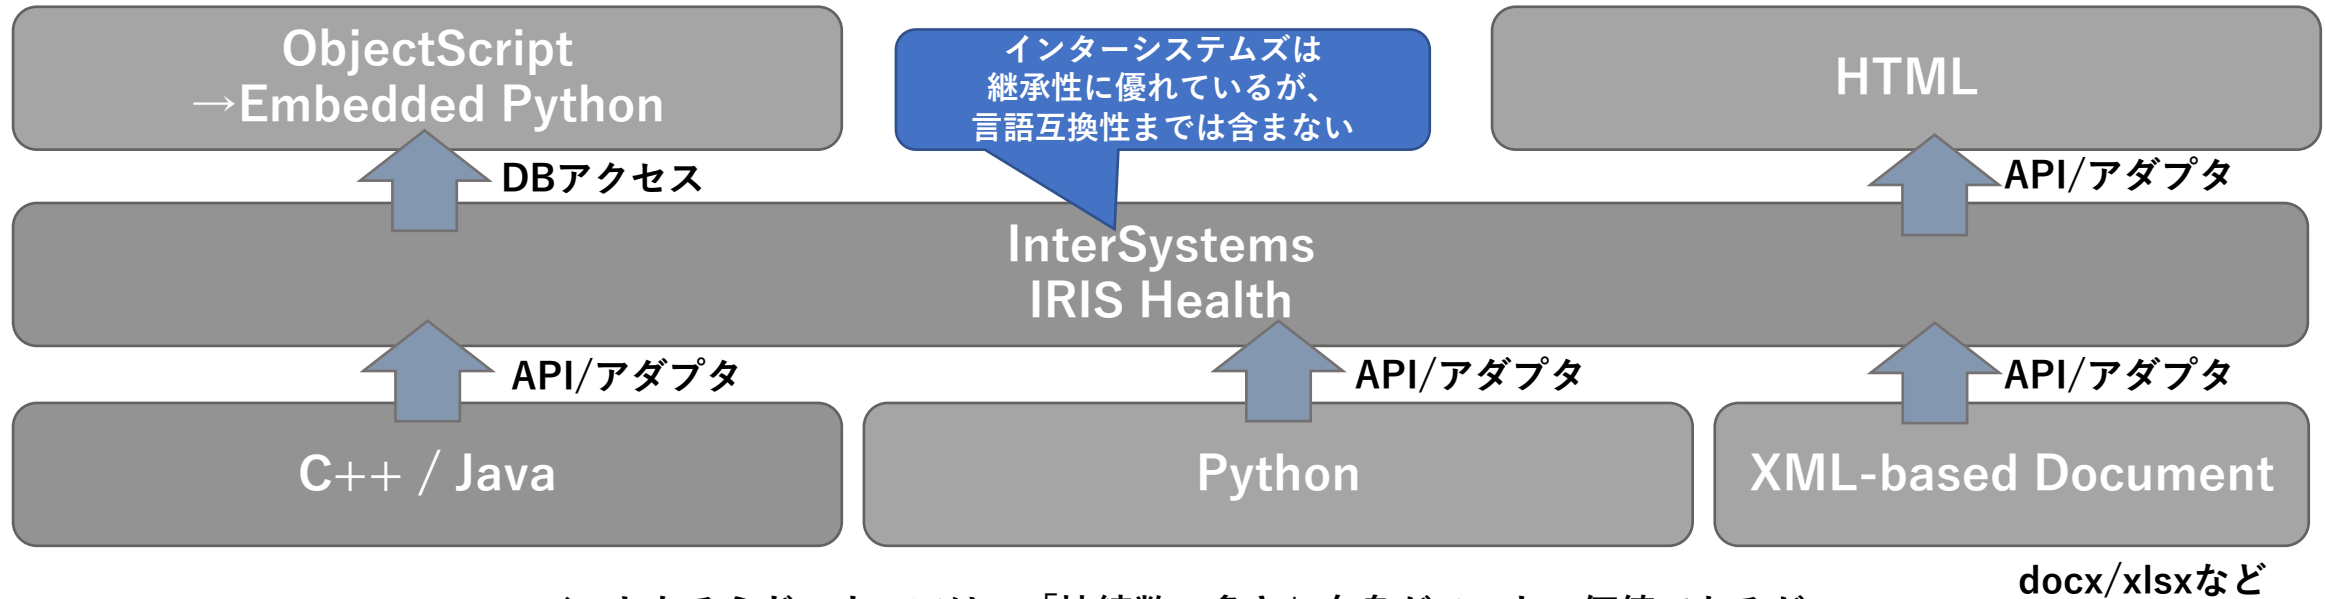 ObjectScript
→Embedded Python
インターシステムズは
継承性に優れているが、
言語互換性までは含まない
HTML
DBアクセス
API/アダプタ
InterSystems
IRIS Health
API/アダプタ
API/アダプタ
API/アダプタ
C++ / Java
Python
XML-based Document
docx/xlsxなど